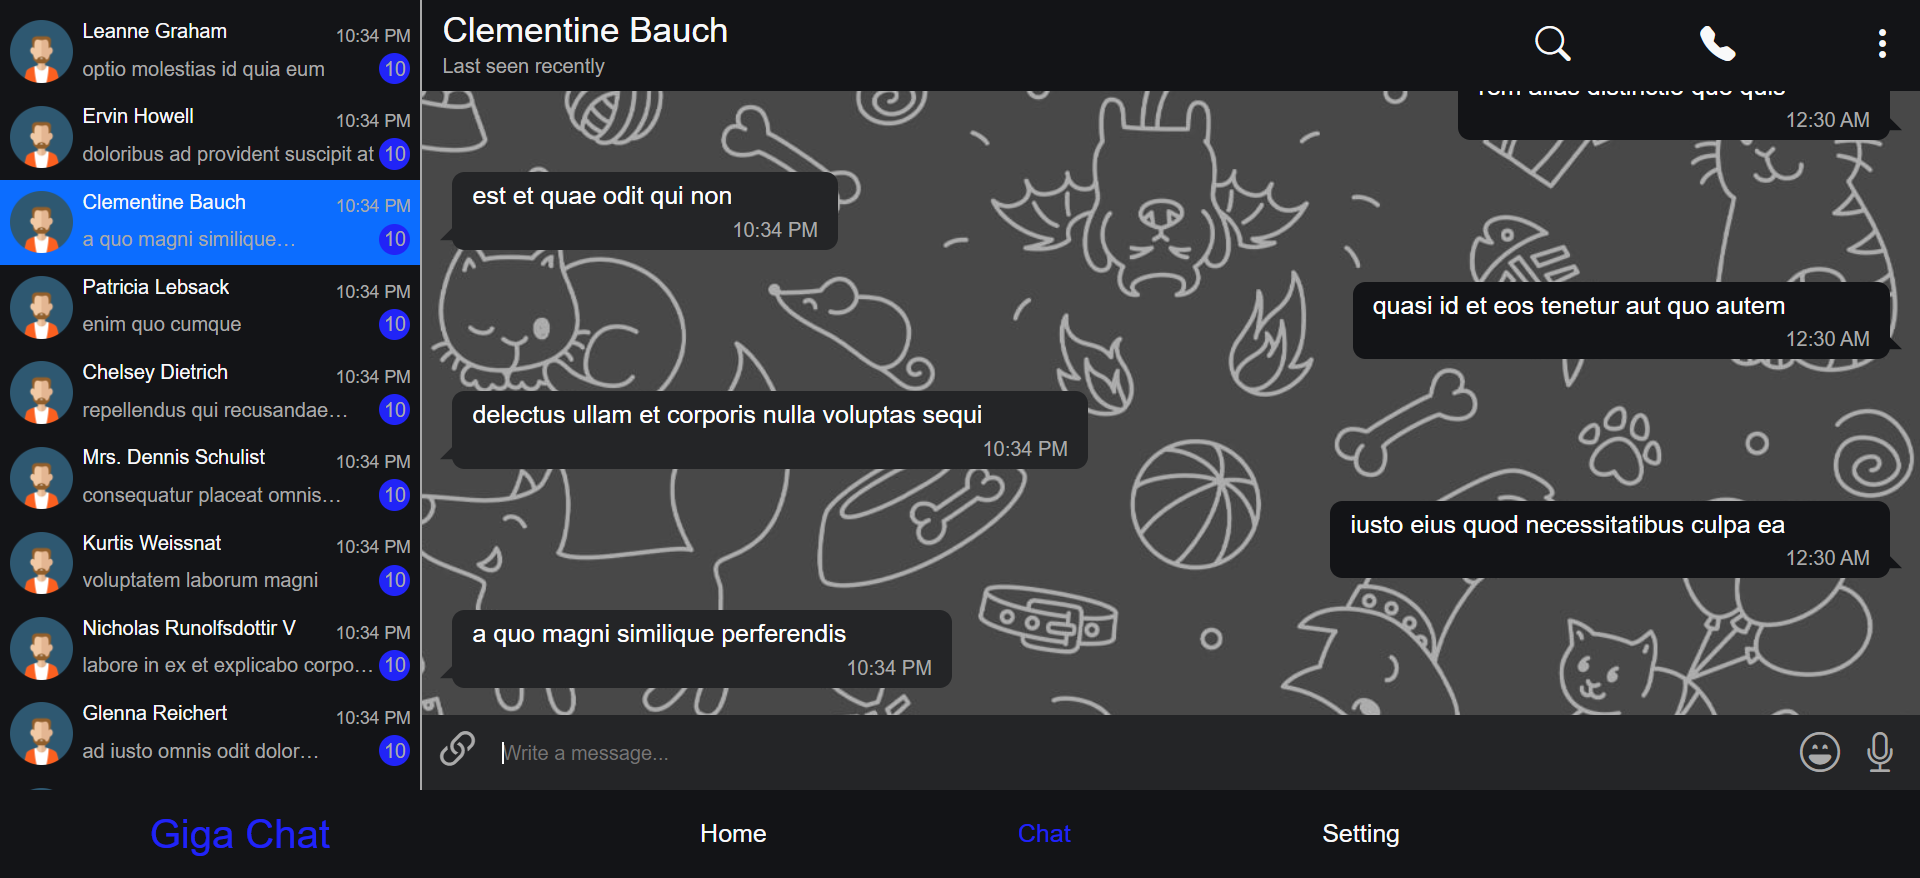 Leanne Graham
10:34 PM
optio molestias id quia eum
10
Ervin Howell
10:34 PM
doloribus ad provident suscipit at
10
Clementine Bauch
10:34 PM
a quo magni similique...
10
Patricia Lebsack
10:34 PM
enim quo cumque
10
Chelsey Dietrich
10:34 PM
repellendus qui recusandae...
10
Mrs. Dennis Schulist
10:34 PM
consequatur placeat omnis...
10
Kurtis Weissnat
10:34 PM
voluptatem laborum magni
10
Nicholas Runolfsdottir V
10:34 PM
labore in ex et explicabo corpo...
10
Glenna Reichert
10:34 PM
ad iusto omnis odit dolor...
10
Clementine Bauch
Last seen recently
rem alias distinctio quo quis
12:30 AM
est et quae odit qui non
10:34 PM
quasi id et eos tenetur aut quo autem
12:30 AM
delectus ullam et corporis nulla voluptas sequi
10:34 PM
iusto eius quod necessitatibus culpa ea
12:30 AM
a quo magni similique perferendis
10:34 PM
Write a message...
Giga Chat
Home
Chat
Setting